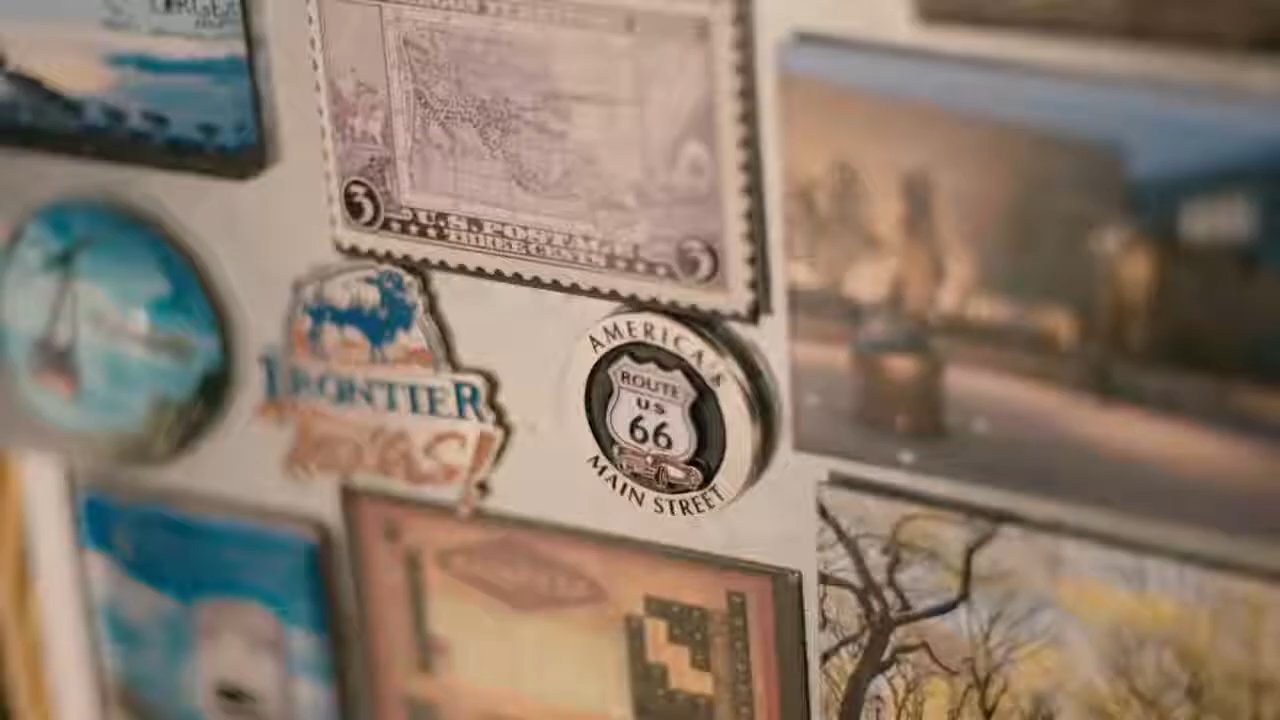 3
U.S. POSTAGE
THREE CENTS
3
FRONTIER
AMERICA'S
ROUTE
US
66
MAIN STREET